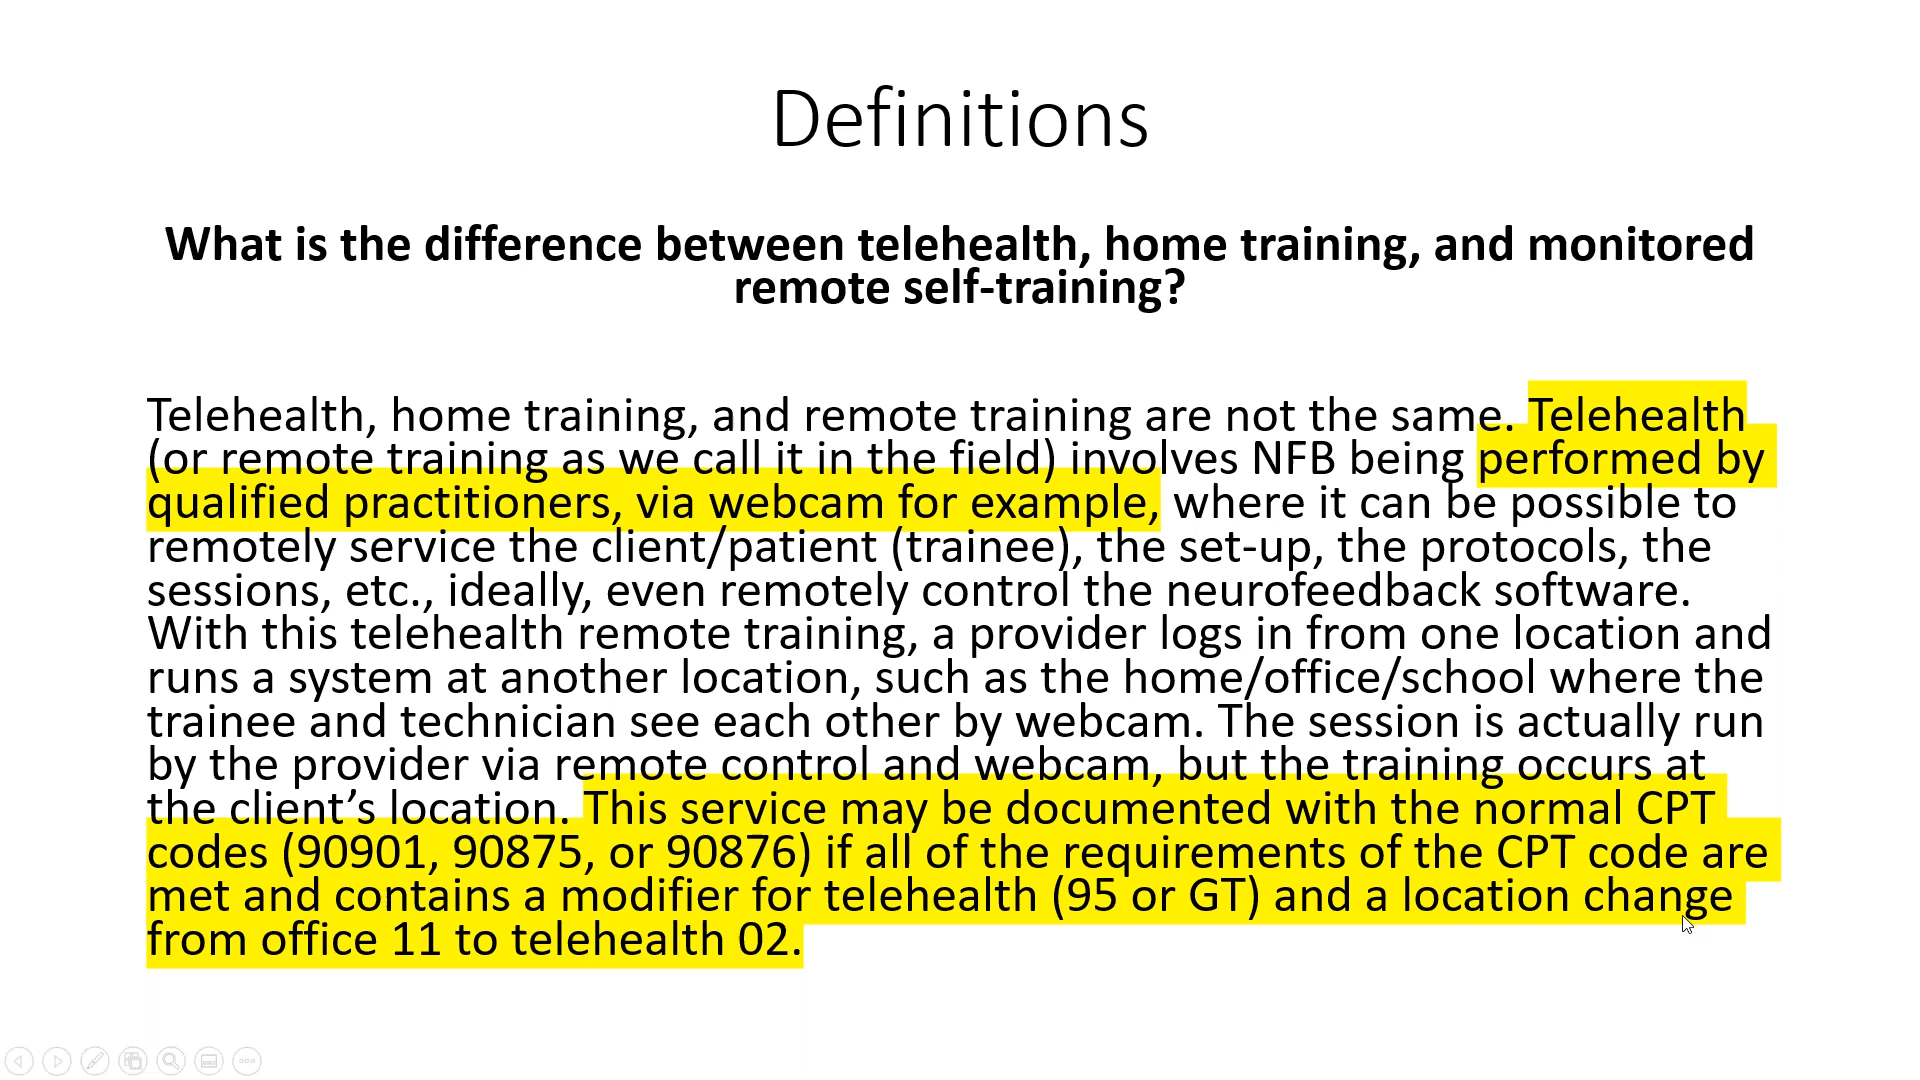 Definitions
What is the difference between telehealth, home training, and monitored
remote self-training?
Telehealth, home training, and remote training are not the same. Telehealth
(or remote training as we call it in the field) involves NFB being performed by
qualified practitioners, via webcam for example, where it can be possible to
remotely service the client/patient (trainee), the set-up, the protocols, the
sessions, etc., ideally, even remotely control the neurofeedback software.
With this telehealth remote training, a provider logs in from one location and
runs a system at another location, such as the home/office/school where the
trainee and technician see each other by webcam. The session is actually run
by the provider via remote control and webcam, but the training occurs at
the client’s location. This service may be documented with the normal CPT
codes (90901, 90875, or 90876) if all of the requirements of the CPT code are
met and contains a modifier for telehealth (95 or GT) and a location change
from office 11 to telehealth 02.